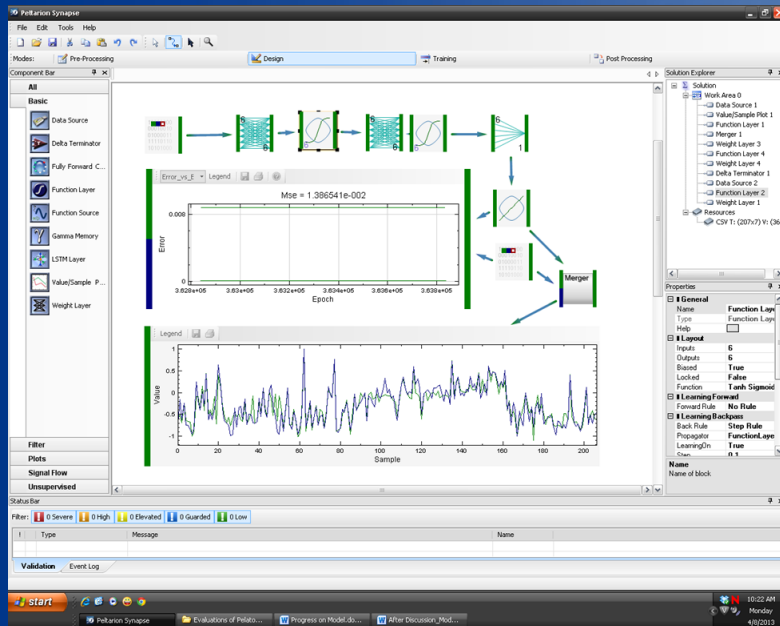 Peltarion Synapse
File Edit Tools Help
Modes: Pre-Processing Design Training Post Processing
Component Bar
All
Basic
Data Source
Delta Terminator
Fully Forward C...
Function Layer
Function Source
Gamma Memory
LSTM Layer
Value/Sample P...
Weight Layer
Filter
Plots
Signal Flow
Unsupervised
6
6
6
6
6
6
6
1
Error_vs_E Legend
Mse = 1.386541e-002
0.008
0
Error
3.628e+05 3.63e+05 3.632e+05 3.634e+05 3.636e+05 3.638e+05
Epoch
Merger
Legend
1
0.5
0
-0.5
-1
Value
0 20 40 60 80 100 120 140 160 180 200
Sample
Solution Explorer
Solution
Work Area 0
Data Source 1
Value/Sample Plot 1
Function Layer 1
Merger 1
Weight Layer 3
Function Layer 4
Weight Layer 4
Delta Terminator 1
Data Source 2
Function Layer 2
Weight Layer 1
Resources
CSV T: (207x7) V: (36
Properties
General
Name Function Laye
Type Function Laye
Help
Layout
Inputs 6
Outputs 6
Biased True
Locked False
Function Tanh Sigmoid
Learning Forward
Forward Rule No Rule
Learning Backpass
Back Rule Step Rule
Propagator FunctionLaye
LearningOn True
Step 0.1
Name
Name of block
Status Bar
Filter: 0 Severe 0 High 0 Elevated 0 Guarded 0 Low
! Type Message Name
Validation Event Log
start
Peltarion Synapse
Evaluations of Pelato...
Progress on Model.do...
After Discussion_Mod...
10:22 AM
Monday
4/8/2013